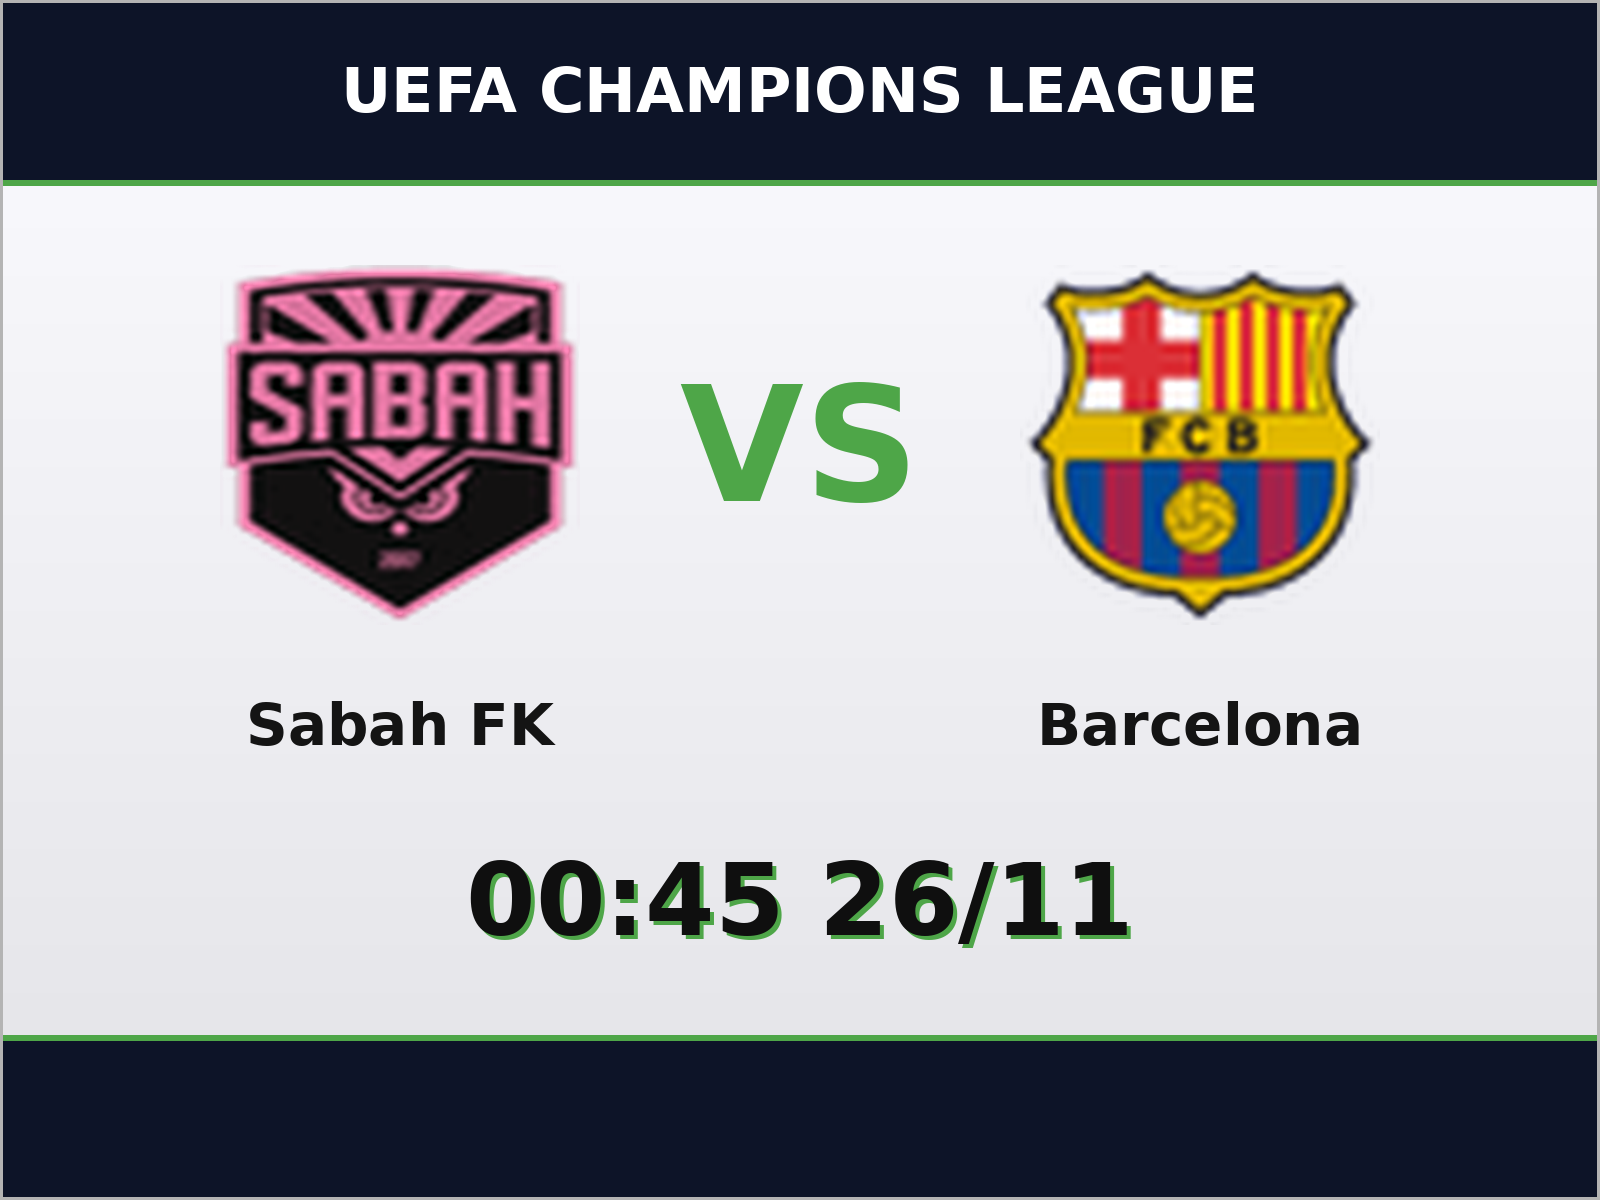 UEFA CHAMPIONS LEAGUE
SABAH
VS
FCB
Sabah FK
Barcelona
00:45 26/11